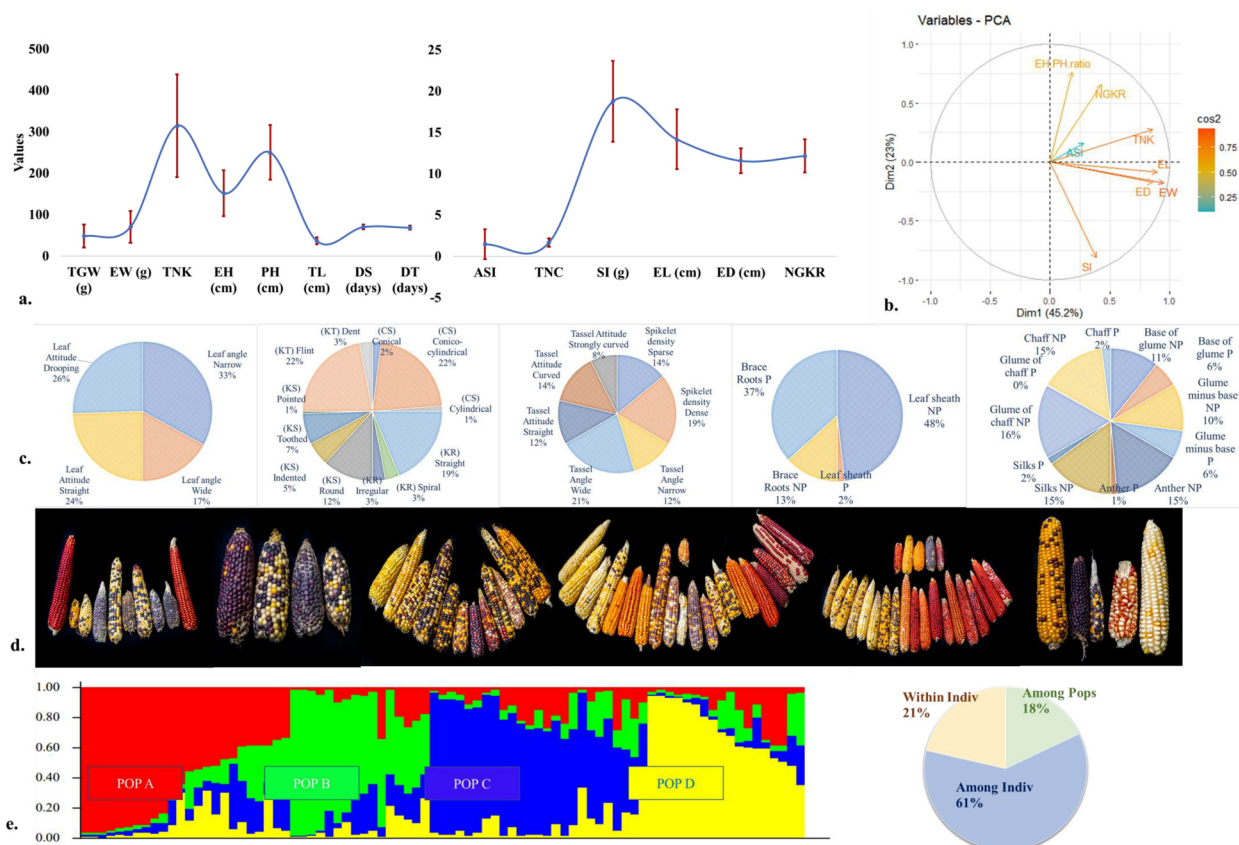 500
400
300
200
100
0
Values
TGW
(g)
EW (g)
TNK
EH
(cm)
PH
(cm)
TL
(cm)
DS
(days)
DT
(days)
a.
25
20
15
10
5
0
-5
ASI
TNC
SI (g)
EL (cm)
ED (cm)
NGKR
b.
Variables - PCA
1.0
0.5
0.0
-0.5
-1.0
Dim2 (23%)
EH.PH.ratio
NGKR
TNK
ASI
EL
ED
EW
SI
-1.0
-0.5
0.0
0.5
1.0
Dim1 (45.2%)
cos2
0.75
0.50
0.25
c.
Leaf
Attitude
Drooping
26%
Leaf angle
Narrow
33%
Leaf
Attitude
Straight
24%
Leaf angle
Wide
17%
(KT) Dent
3%
(CS)
Conical
2%
(CS)
Conico-
cylindrical
22%
(KT) Flint
22%
(CS)
Cylindrical
1%
(KS)
Pointed
1%
(KS)
Toothed
7%
(KR)
Straight
19%
(KS)
Indented
5%
(KS)
Round
12%
(KR)
Irregular
3%
(KR) Spiral
3%
Tassel Attitude
Strongly curved
8%
Spikelet
density
Sparse
14%
Tassel
Attitude
Curved
14%
Spikelet
density
Dense
19%
Tassel
Attitude
Straight
12%
Tassel Angle
Wide
21%
Tassel Angle
Narrow
12%
Brace
Roots P
37%
Leaf sheath
NP
48%
Brace
Roots NP
13%
Leaf sheath
P
2%
Chaff NP
15%
Chaff P
2%
Base of
glume NP
11%
Base of
glume P
6%
Glume of
chaff P
0%
Glume minus
base NP
10%
Glume of
chaff NP
16%
Glume minus
base P
6%
Silks P
2%
Silks NP
15%
Anther P
1%
Anther NP
15%
d.
1.00
0.80
0.60
0.40
0.20
0.00
POP A
POP B
POP C
POP D
e.
Within Indiv
21%
Among Pops
18%
Among Indiv
61%